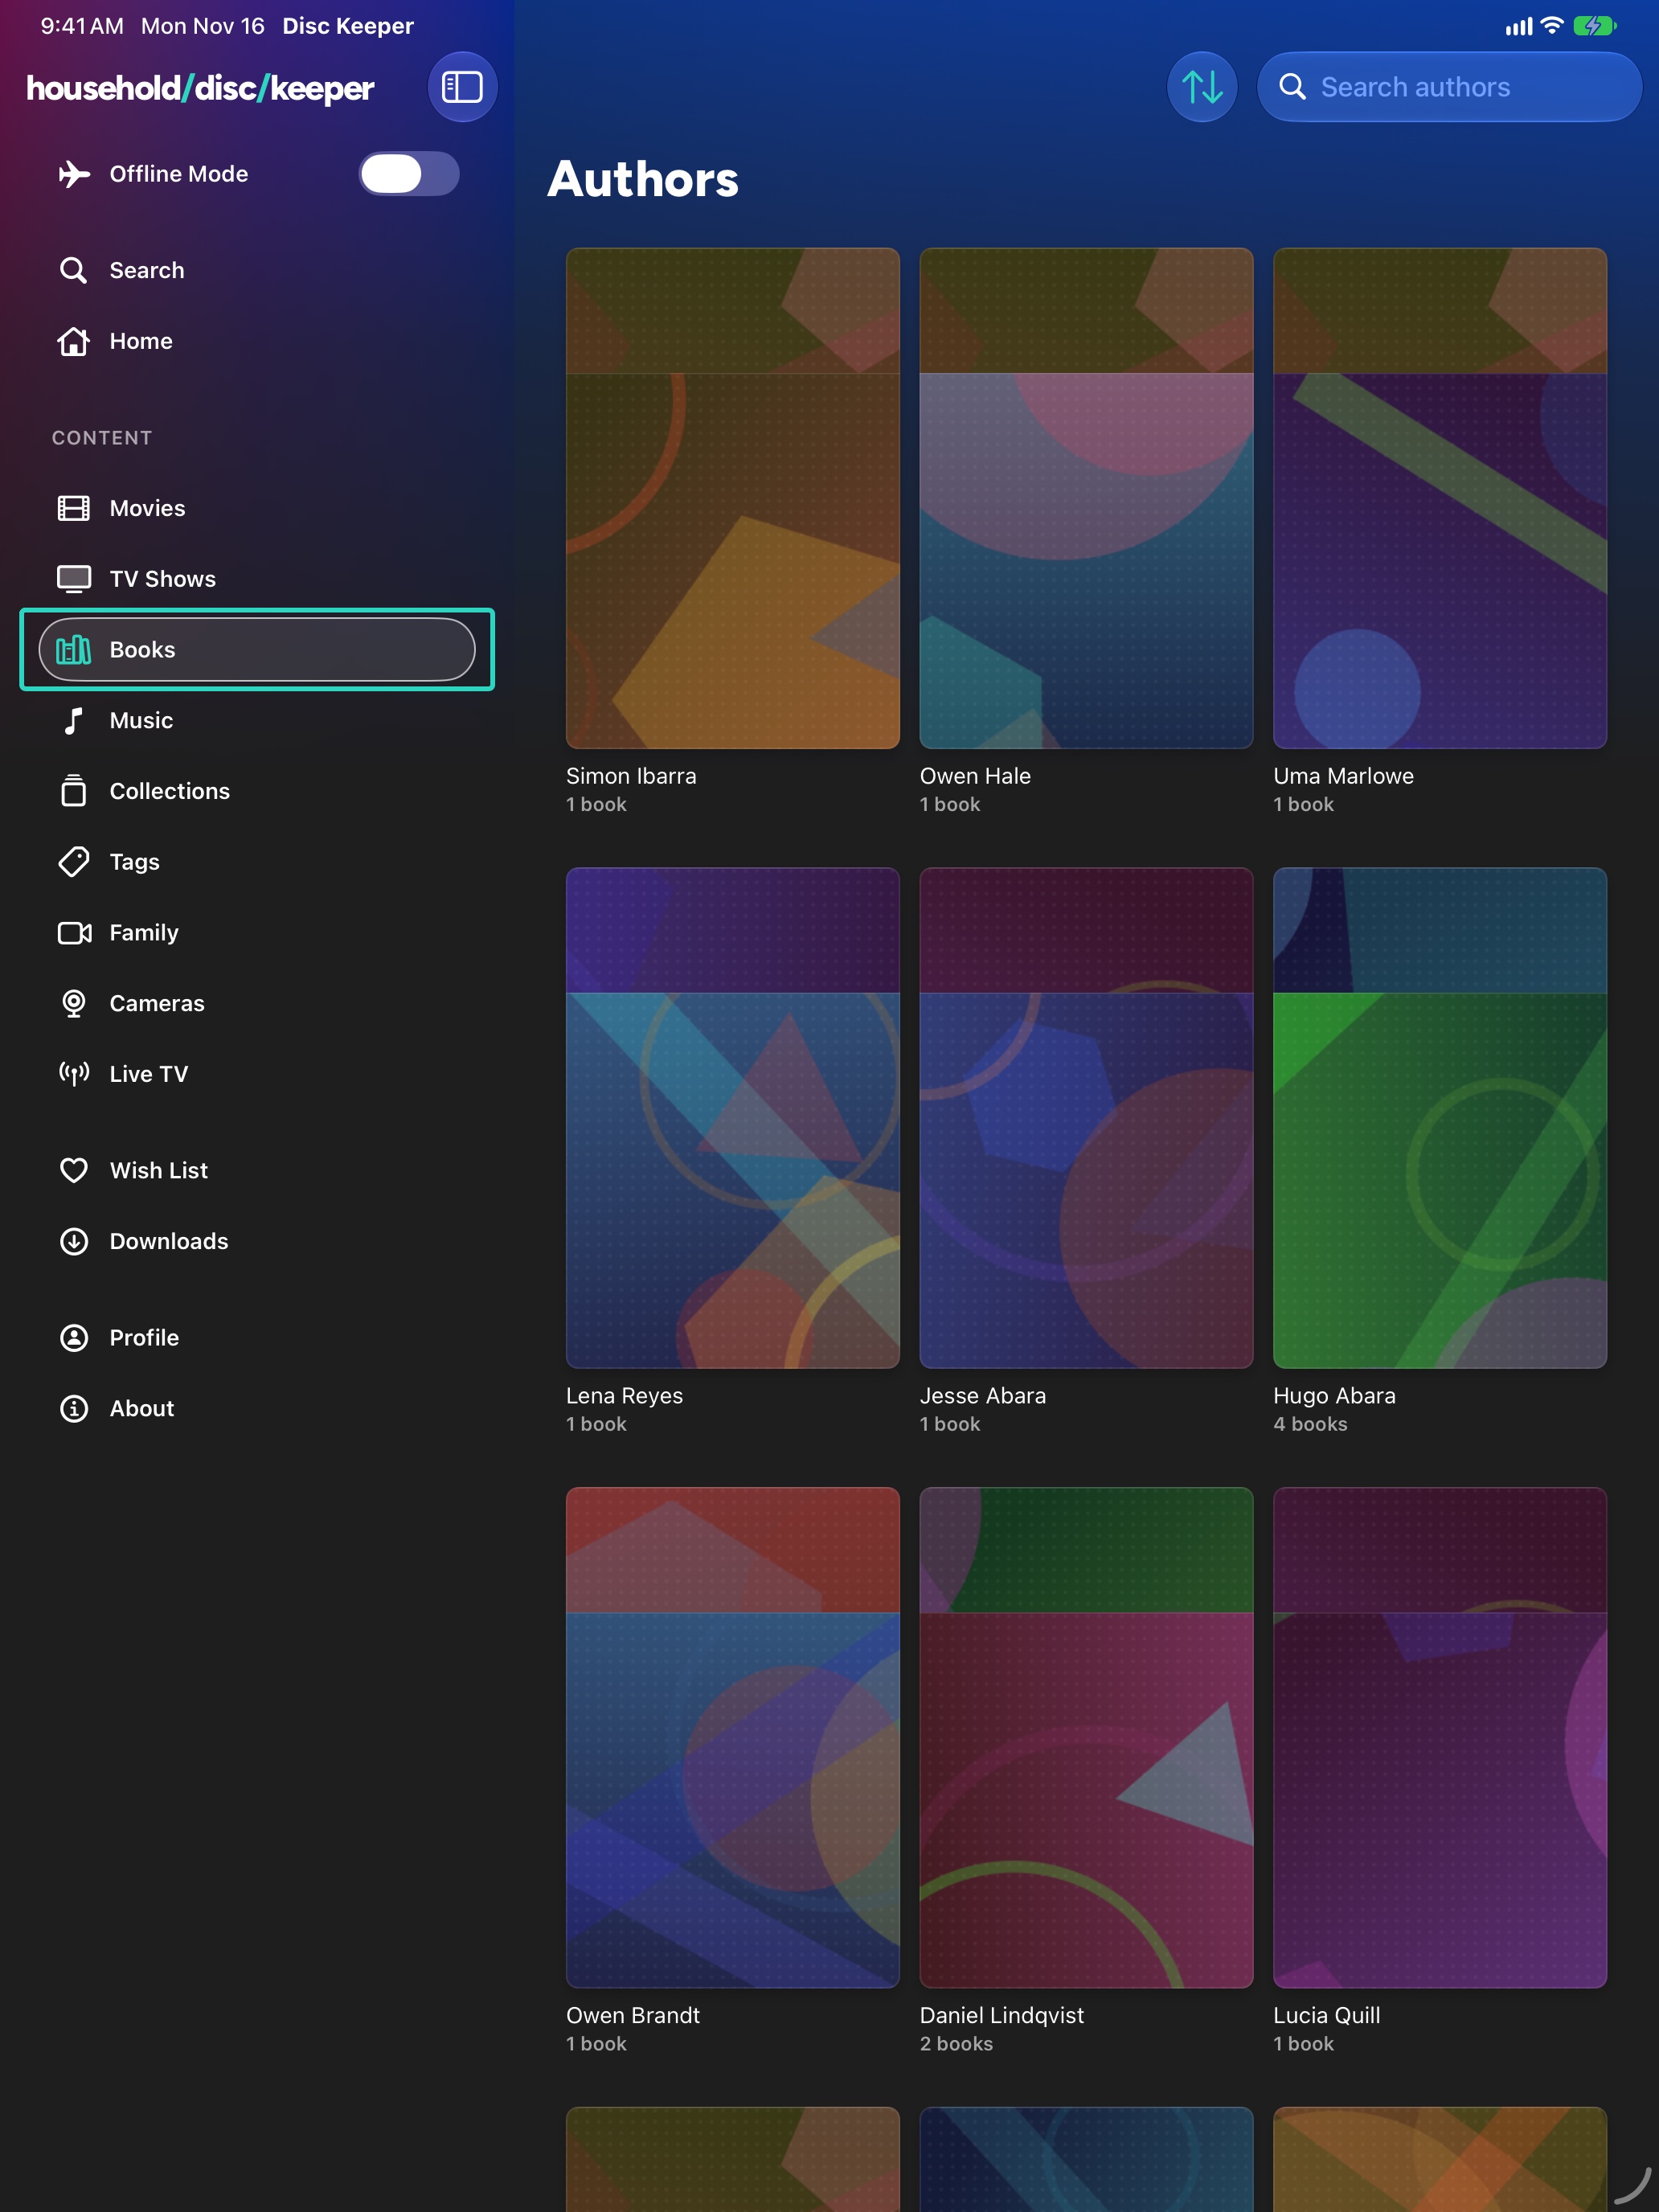 9:41 AM Mon Nov 16 Disc Keeper
household/disc/keeper
Search authors
Offline Mode
Search
Home
CONTENT
Movies
TV Shows
Books
Music
Collections
Tags
Family
Cameras
Live TV
Wish List
Downloads
Profile
About
Authors
Simon Ibarra
1 book
Owen Hale
1 book
Uma Marlowe
1 book
Lena Reyes
1 book
Jesse Abara
1 book
Hugo Abara
4 books
Owen Brandt
1 book
Daniel Lindqvist
2 books
Lucia Quill
1 book